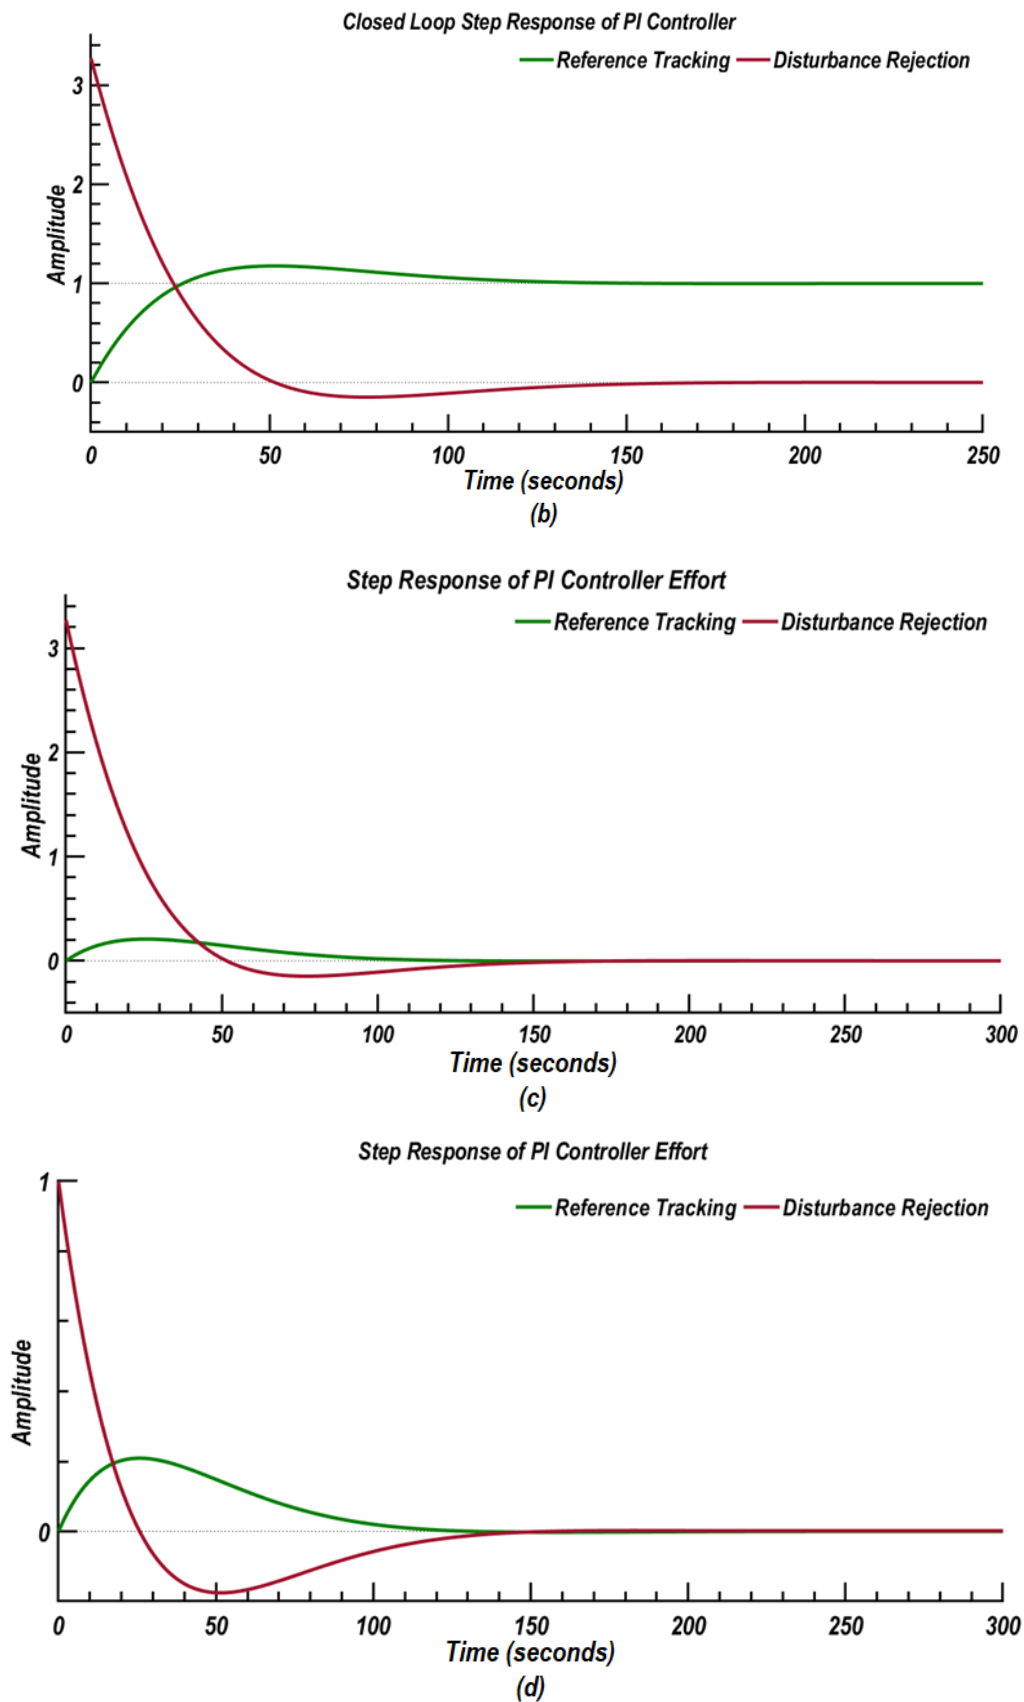 Closed Loop Step Response of PI Controller
Reference Tracking Disturbance Rejection
3
2
1
0
Amplitude
0 50 100 150 200 250
Time (seconds)
(b)
Step Response of PI Controller Effort
Reference Tracking Disturbance Rejection
3
2
1
0
Amplitude
0 50 100 150 200 250 300
Time (seconds)
(c)
Step Response of PI Controller Effort
1
Reference Tracking Disturbance Rejection
0
Amplitude
0 50 100 150 200 250 300
Time (seconds)
(d)